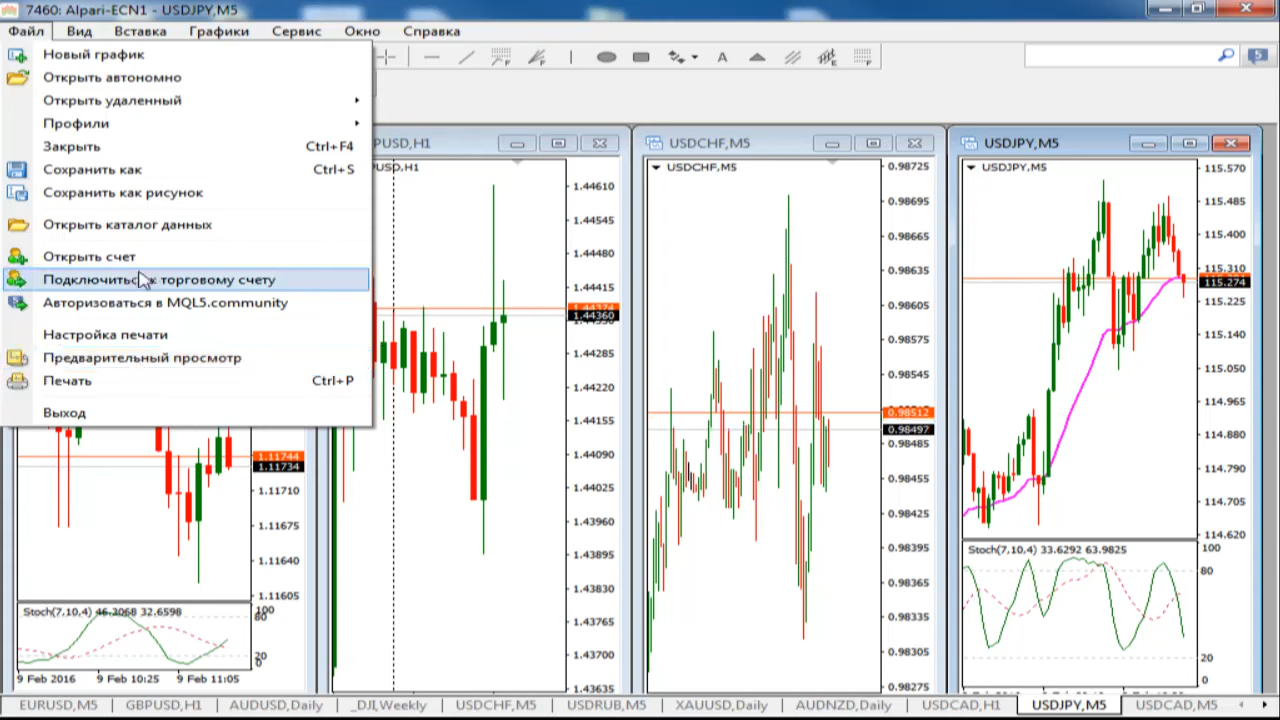 7460: Alpari-ECN1 - USDJPY,M5
Файл Вид Вставка Графики Сервис Окно Справка
Новый график
Открыть автономно
Открыть удаленный
Профили
Закрыть Ctrl+F4
Сохранить как Ctrl+S
Сохранить как рисунок
Открыть каталог данных
Открыть счет
Подключиться к торговому счету
Авторизоваться в MQL5.community
Настройка печати
Предварительный просмотр
Печать Ctrl+P
Выход
1.11744
1.11734
1.11710
1.11675
1.11640
1.11605
Stoch(7,10,4) 46.3068 32.6598
100
80
20
0
9 Feb 2016 9 Feb 10:25 9 Feb 11:05
PUSD,H1
PUSD,H1
1.44610
1.44545
1.44480
1.44415
1.44374
1.44360
1.44285
1.44220
1.44155
1.44090
1.44025
1.43960
1.43895
1.43830
1.43765
1.43700
1.43635
USDCHF,M5
USDCHF,M5
0.98725
0.98695
0.98665
0.98635
0.98605
0.98575
0.98545
0.98512
0.98497
0.98485
0.98455
0.98425
0.98395
0.98365
0.98335
0.98305
0.98275
USDJPY,M5
USDJPY,M5
115.570
115.485
115.400
115.310
115.274
115.225
115.140
115.050
114.965
114.880
114.790
114.705
114.620
Stoch(7,10,4) 33.6292 63.9825
100
80
20
0
EURUSD,M5 GBPUSD,H1 AUDUSD,Daily _DJI,Weekly USDCHF,M5 USDRUB,M5 XAUUSD,Daily AUDNZD,Daily USDCAD,H1 USDJPY,M5 USDCAD,M5